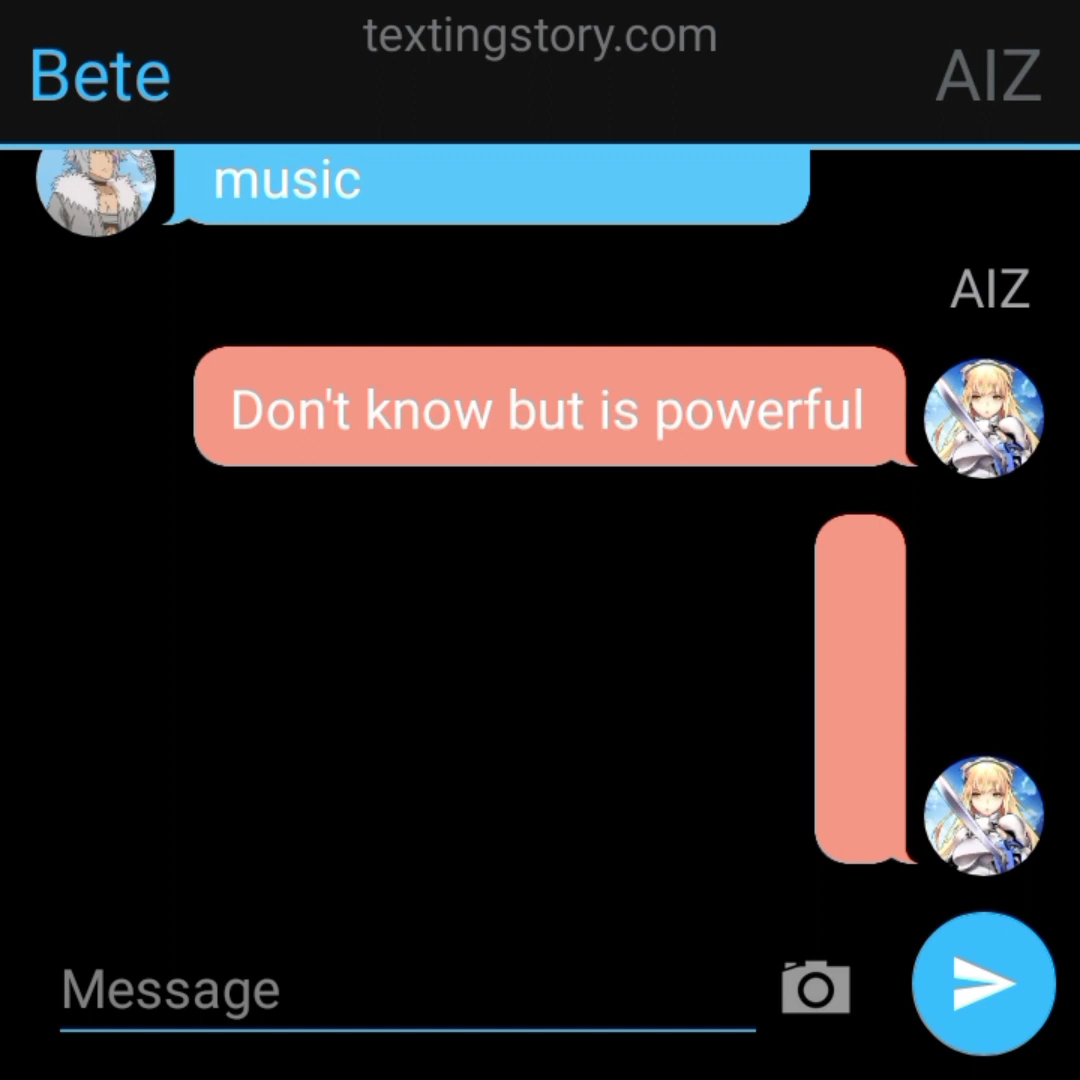 textingstory.com
Bete
AIZ
music
AIZ
Don't know but is powerful
Message